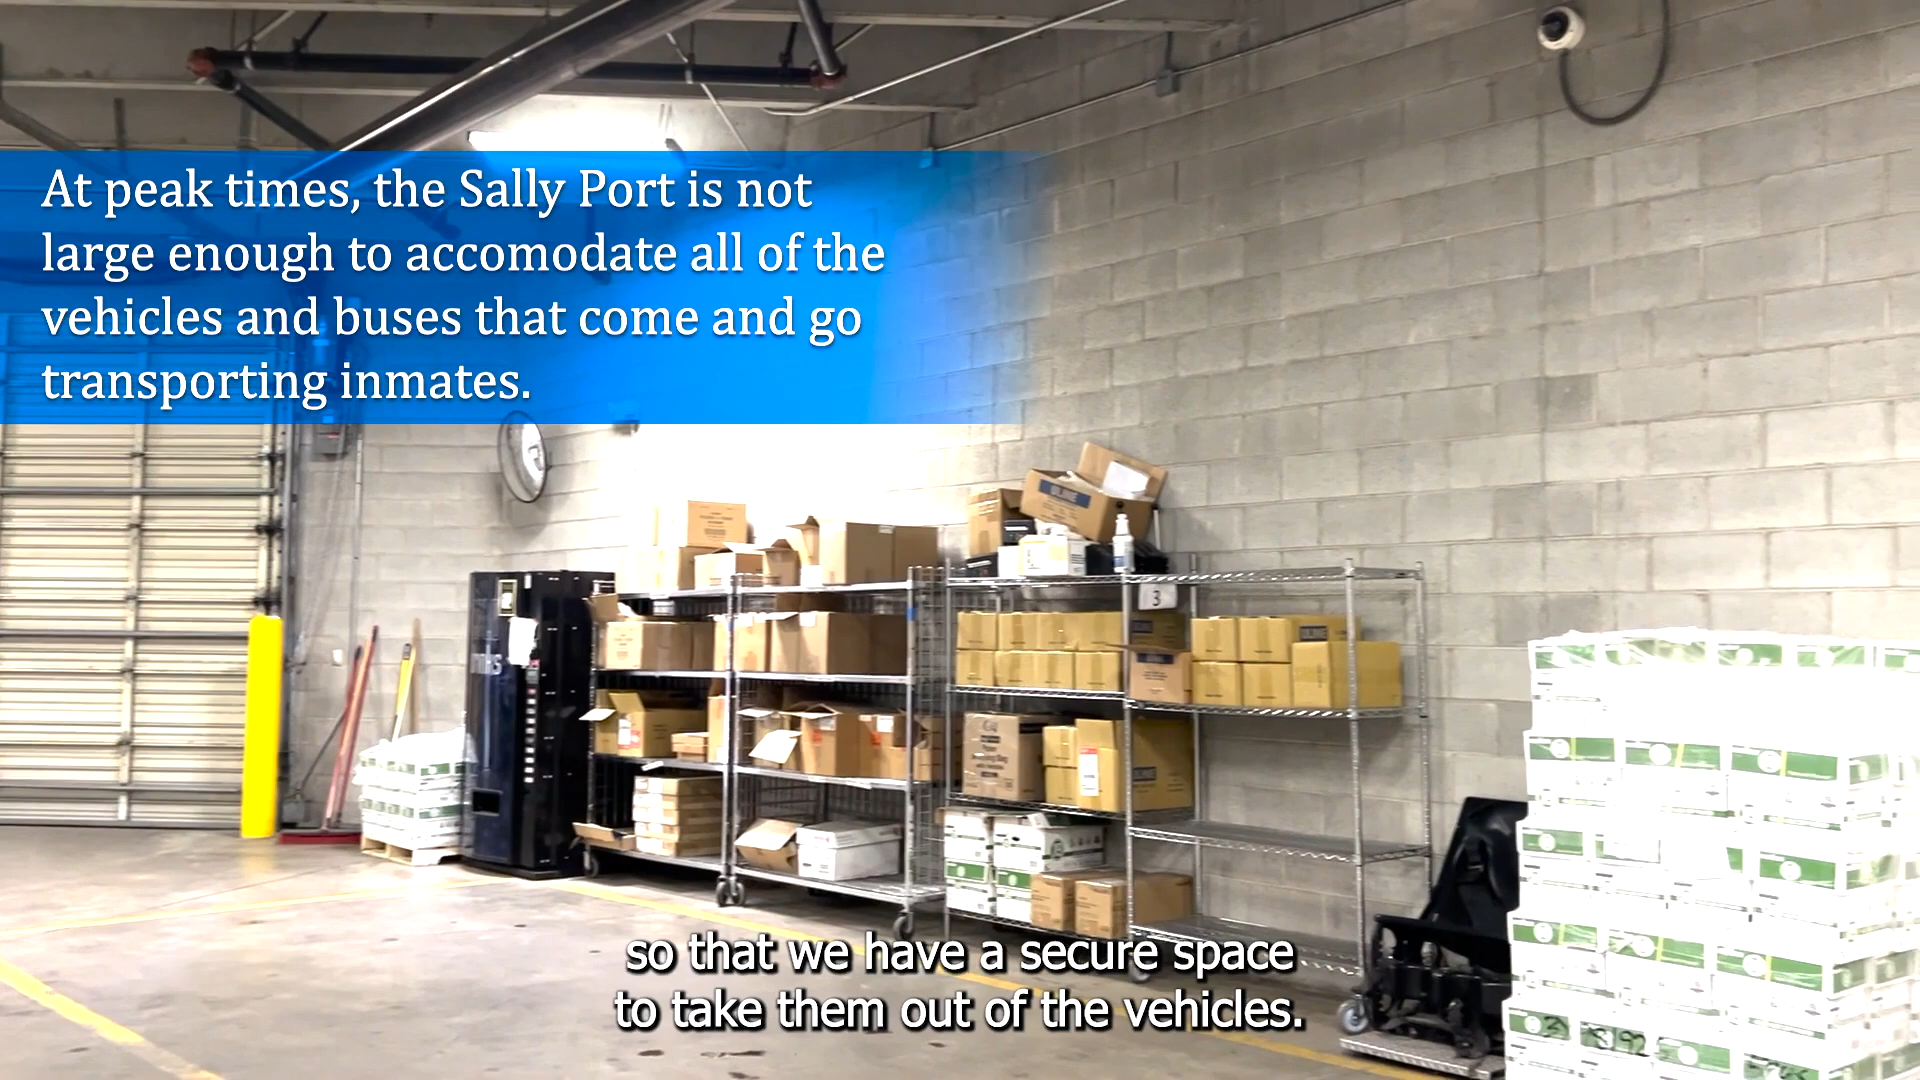 At peak times, the Sally Port is not
large enough to accomodate all of the
vehicles and buses that come and go
transporting inmates.
ULINE
3
so that we have a secure space
to take them out of the vehicles.